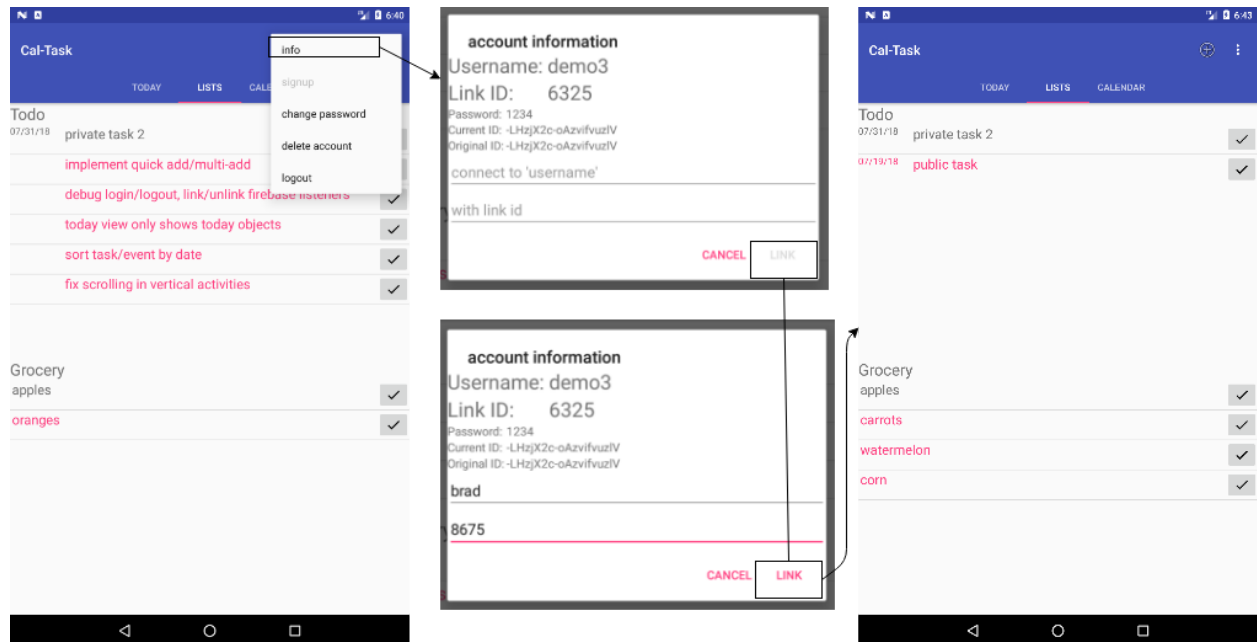 6:40
Cal-Task
info
signup
change password
delete account
logout
TODAY LISTS CALE
Todo
07/31/18 private task 2
implement quick add/multi-add
debug login/logout, link/unlink firebase listeners
today view only shows today objects
sort task/event by date
fix scrolling in vertical activities
Grocery
apples
oranges
account information
Username: demo3
Link ID: 6325
Password: 1234
Current ID: -LHzjX2c-oAzvifvuzlV
Original ID: -LHzjX2c-oAzvifvuzlV
connect to 'username'
with link id
CANCEL LINK
account information
Username: demo3
Link ID: 6325
Password: 1234
Current ID: -LHzjX2c-oAzvifvuzlV
Original ID: -LHzjX2c-oAzvifvuzlV
brad
8675
CANCEL LINK
6:43
Cal-Task
TODAY LISTS CALENDAR
Todo
07/31/18 private task 2
07/19/18 public task
Grocery
apples
carrots
watermelon
corn